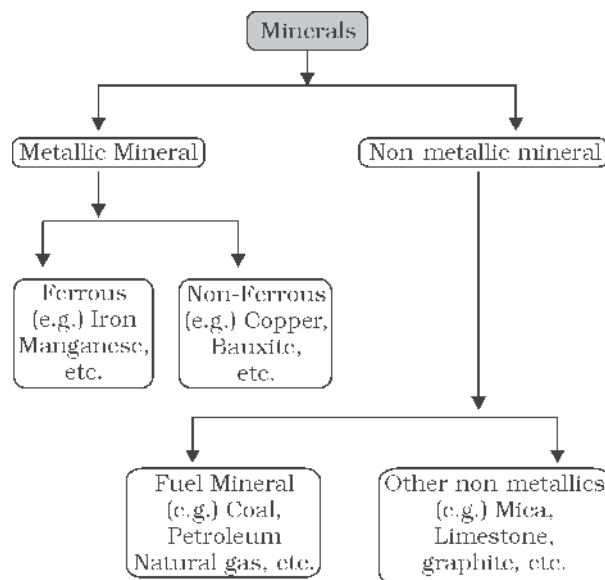 Minerals
Metallic Mineral
Non metallic mineral
Ferrous
(e.g.) Iron
Manganese,
etc.
Non-Ferrous
(e.g.) Copper,
Bauxite,
etc.
Fuel Mineral
(e.g.) Coal,
Petroleum
Natural gas, etc.
Other non metallics
(e.g.) Mica,
Limestone,
graphite, etc.